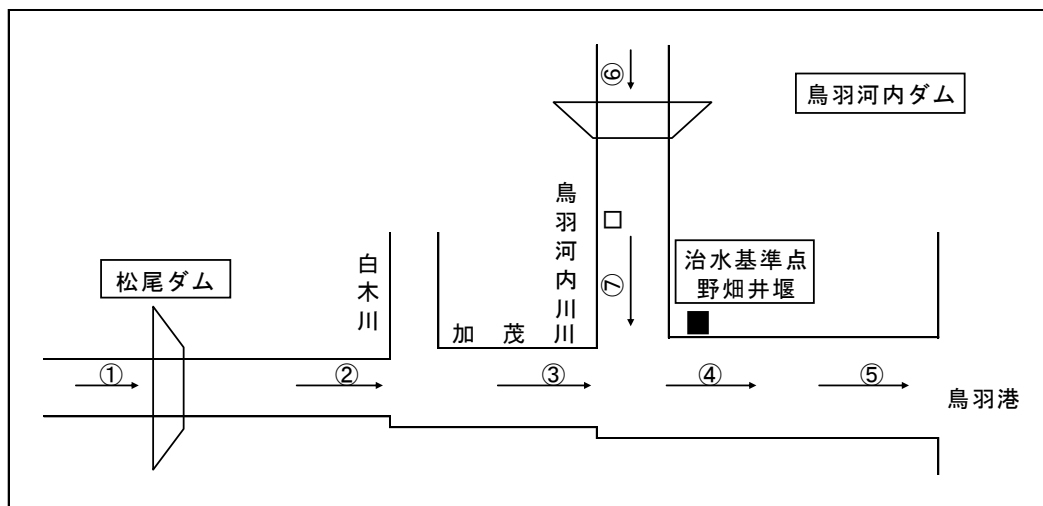 ⑥
鳥羽河内ダム
鳥羽河内川
治水基準点
野畑井堰
⑦
白木川
松尾ダム
加茂川
①
②
③
④
⑤
鳥羽港